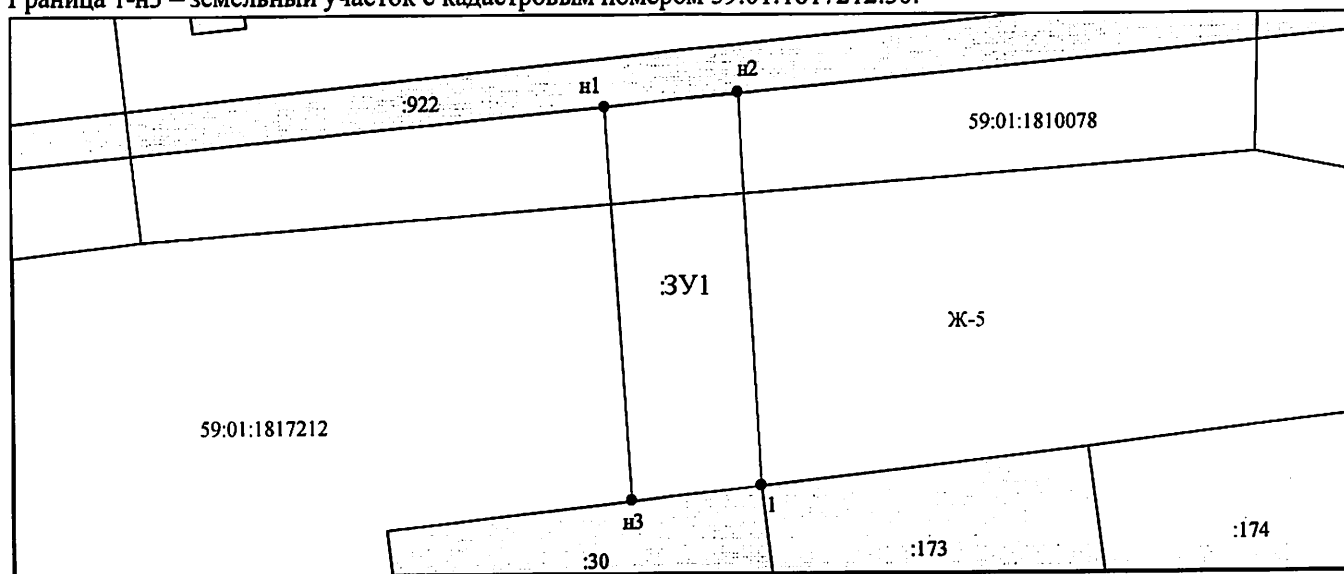 Граница 1-н3 – земельный участок с кадастровым номером 59:01:1817212:30.
н2
н1
:922
59:01:1810078
:ЗУ1
Ж-5
59:01:1817212
1
н3
:174
:173
:30